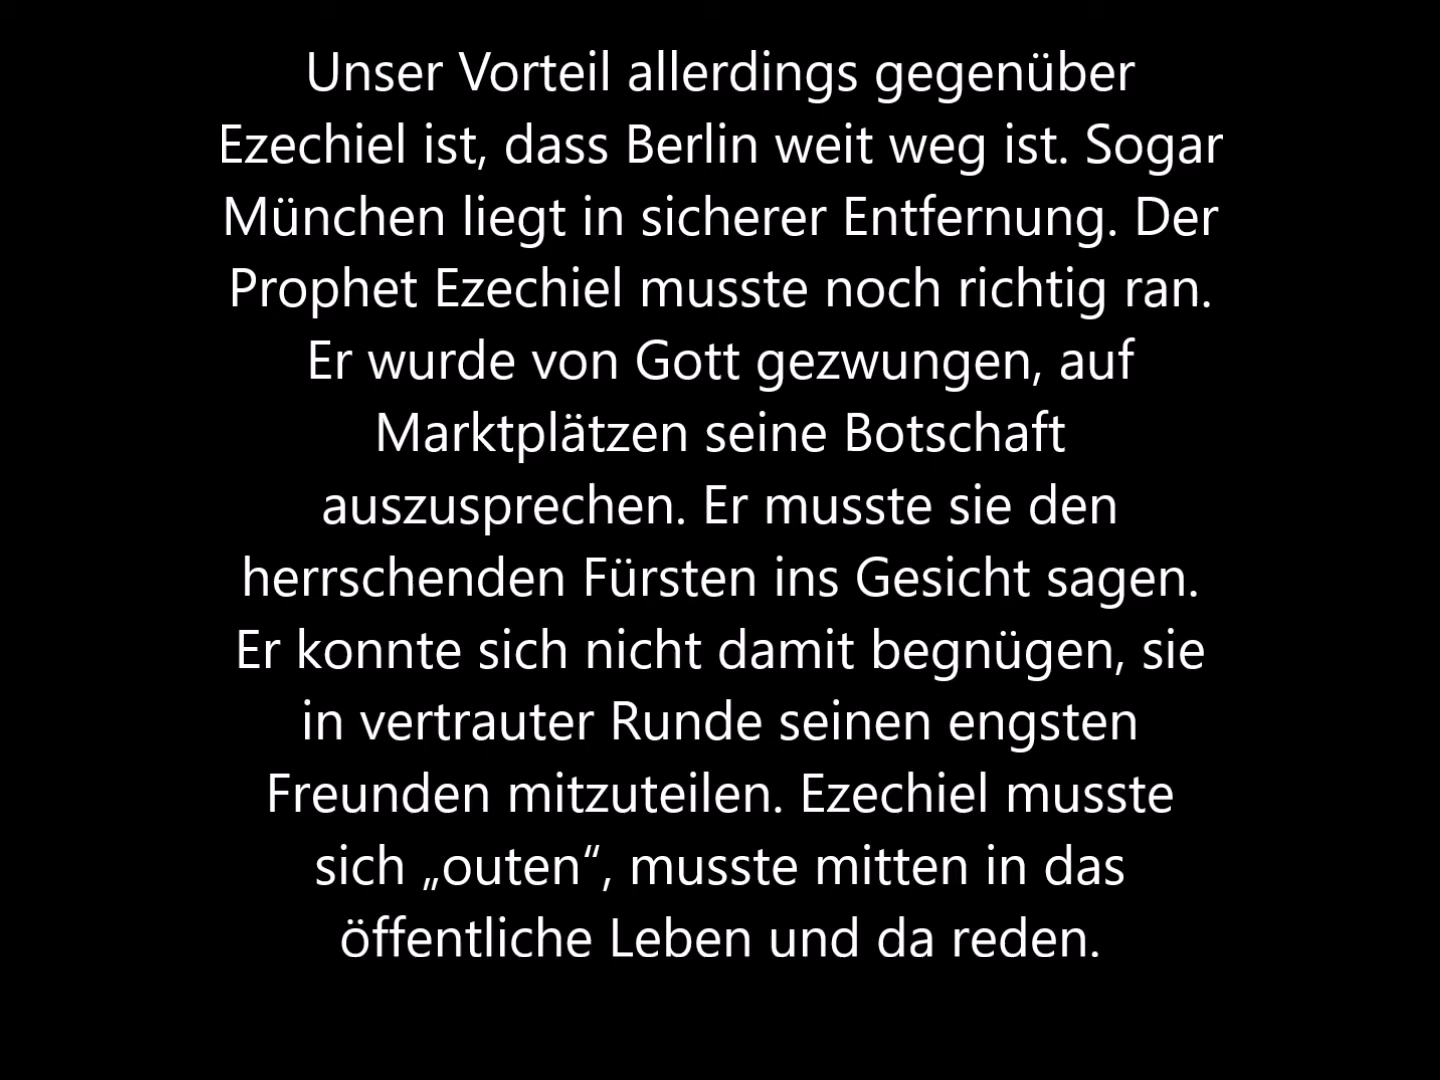 Unser Vorteil allerdings gegenüber
Ezechiel ist, dass Berlin weit weg ist. Sogar
München liegt in sicherer Entfernung. Der
Prophet Ezechiel musste noch richtig ran.
Er wurde von Gott gezwungen, auf
Marktplätzen seine Botschaft
auszusprechen. Er musste sie den
herrschenden Fürsten ins Gesicht sagen.
Er konnte sich nicht damit begnügen, sie
in vertrauter Runde seinen engsten
Freunden mitzuteilen. Ezechiel musste
sich „outen“, musste mitten in das
öffentliche Leben und da reden.